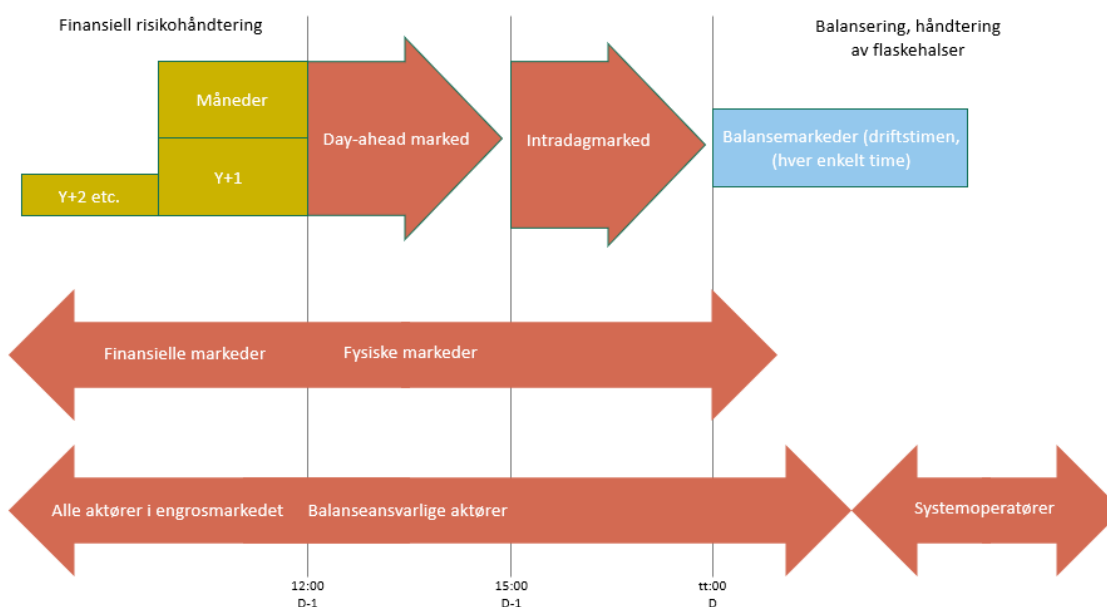 Finansiell risikohåndtering
Balansering, håndtering
av flaskehalser
Måneder
Y+1
Y+2 etc.
Day-ahead marked
Intradagmarked
Balansemarkeder (driftstimen,
(hver enkelt time)
Finansielle markeder
Fysiske markeder
Alle aktører i engrosmarkedet
Balanseansvarlige aktører
Systemoperatører
12:00
D-1
15:00
D-1
tt:00
D